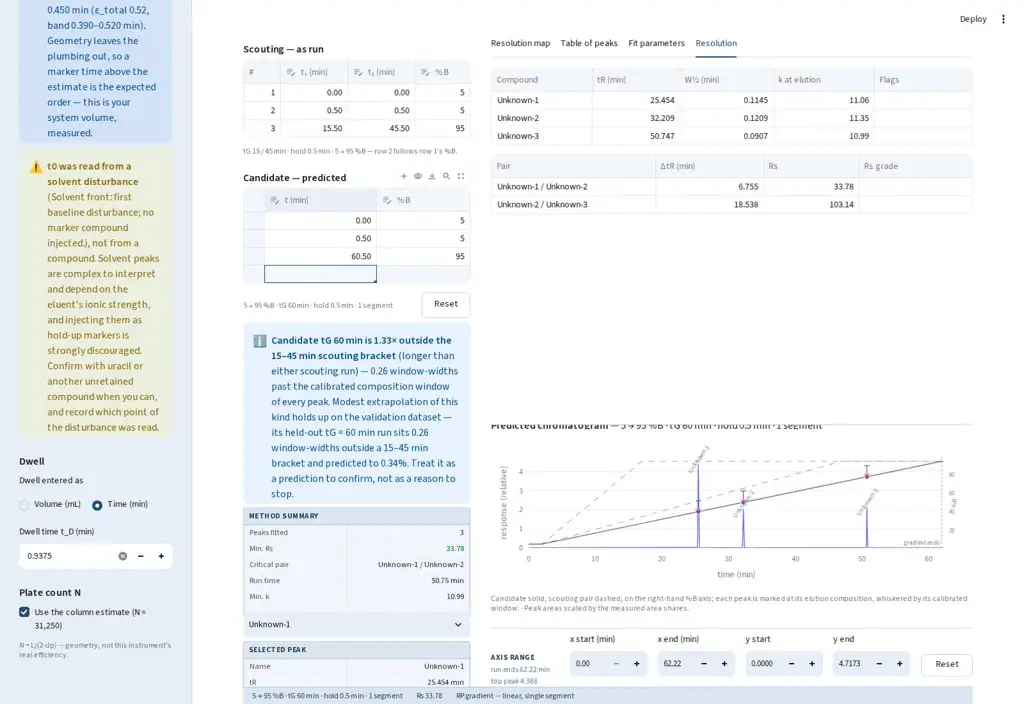 0.450 min (ε_total 0.52,
band 0.390–0.520 min).
Geometry leaves the
plumbing out, so a
marker time above the
estimate is the expected
order — this is your
system volume,
measured.
t0 was read from a
solvent disturbance
(Solvent front: first
baseline disturbance; no
marker compound
injected.), not from a
compound. Solvent peaks
are complex to interpret
and depend on the
eluent's ionic strength,
and injecting them as
hold-up markers is
strongly discouraged.
Confirm with uracil or
another unretained
compound when you can,
and record which point of
the disturbance was read.
Dwell
Dwell entered as
Volume (mL) Time (min)
Dwell time t_D (min)
0.9375
Plate count N
Use the column estimate (N ≈
31,250)
N = L/(2·dp) — geometry, not this instrument's
real efficiency.
Deploy
Scouting — as run
# t₁ (min) t₂ (min) %B
1 0.00 0.00 5
2 0.50 0.50 5
3 15.50 45.50 95
tG 15 / 45 min · hold 0.5 min · 5→95 %B — row 2 follows row 1's %B.
Candidate — predicted
t (min) %B
0.00 5
0.50 5
60.50 95
5→95 %B · tG 60 min · hold 0.5 min · 1 segment
Reset
Candidate tG 60 min is 1.33× outside the
15–45 min scouting bracket (longer than
either scouting run) — 0.26 window-widths
past the calibrated composition window
of every peak. Modest extrapolation of this
kind holds up on the validation dataset —
its held-out tG = 60 min run sits 0.26
window-widths outside a 15–45 min
bracket and predicted to 0.34%. Treat it as
a prediction to confirm, not as a reason to
stop.
METHOD SUMMARY
Peaks fitted 3
Min. Rs 33.78
Critical pair Unknown-1 / Unknown-2
Run time 50.75 min
Min. k 10.99
Unknown-1
SELECTED PEAK
Name Unknown-1
tR 25.454 min
Resolution map Table of peaks Fit parameters Resolution
Compound tR (min) W½ (min) k at elution Flags
Unknown-1 25.454 0.1145 11.06
Unknown-2 32.209 0.1209 11.35
Unknown-3 50.747 0.0907 10.99
Pair ΔtR (min) Rs Rs grade
Unknown-1 / Unknown-2 6.755 33.78
Unknown-2 / Unknown-3 18.538 103.14
Predicted chromatogram — 5→95 %B · tG 60 min · hold 0.5 min · 1 segment
response (relative)
4
3
2
1
0
Unknown-1
Unknown-2
Unknown-3
gradient ends
0 10 20 30 40 50 60
time (min)
Candidate solid, scouting pair dashed, on the right-hand %B axis; each peak is marked at its elution composition, whiskered by its calibrated
window. · Peak areas scaled by the measured area shares.
x start (min) x end (min) y start y end
AXIS RANGE
run ends 62.22 min
top peak 4.368
0.00 62.22 0.0000 4.7173 Reset
5→95 %B · tG 60 min · hold 0.5 min · 1 segment Rs 33.78 RP gradient — linear, single segment